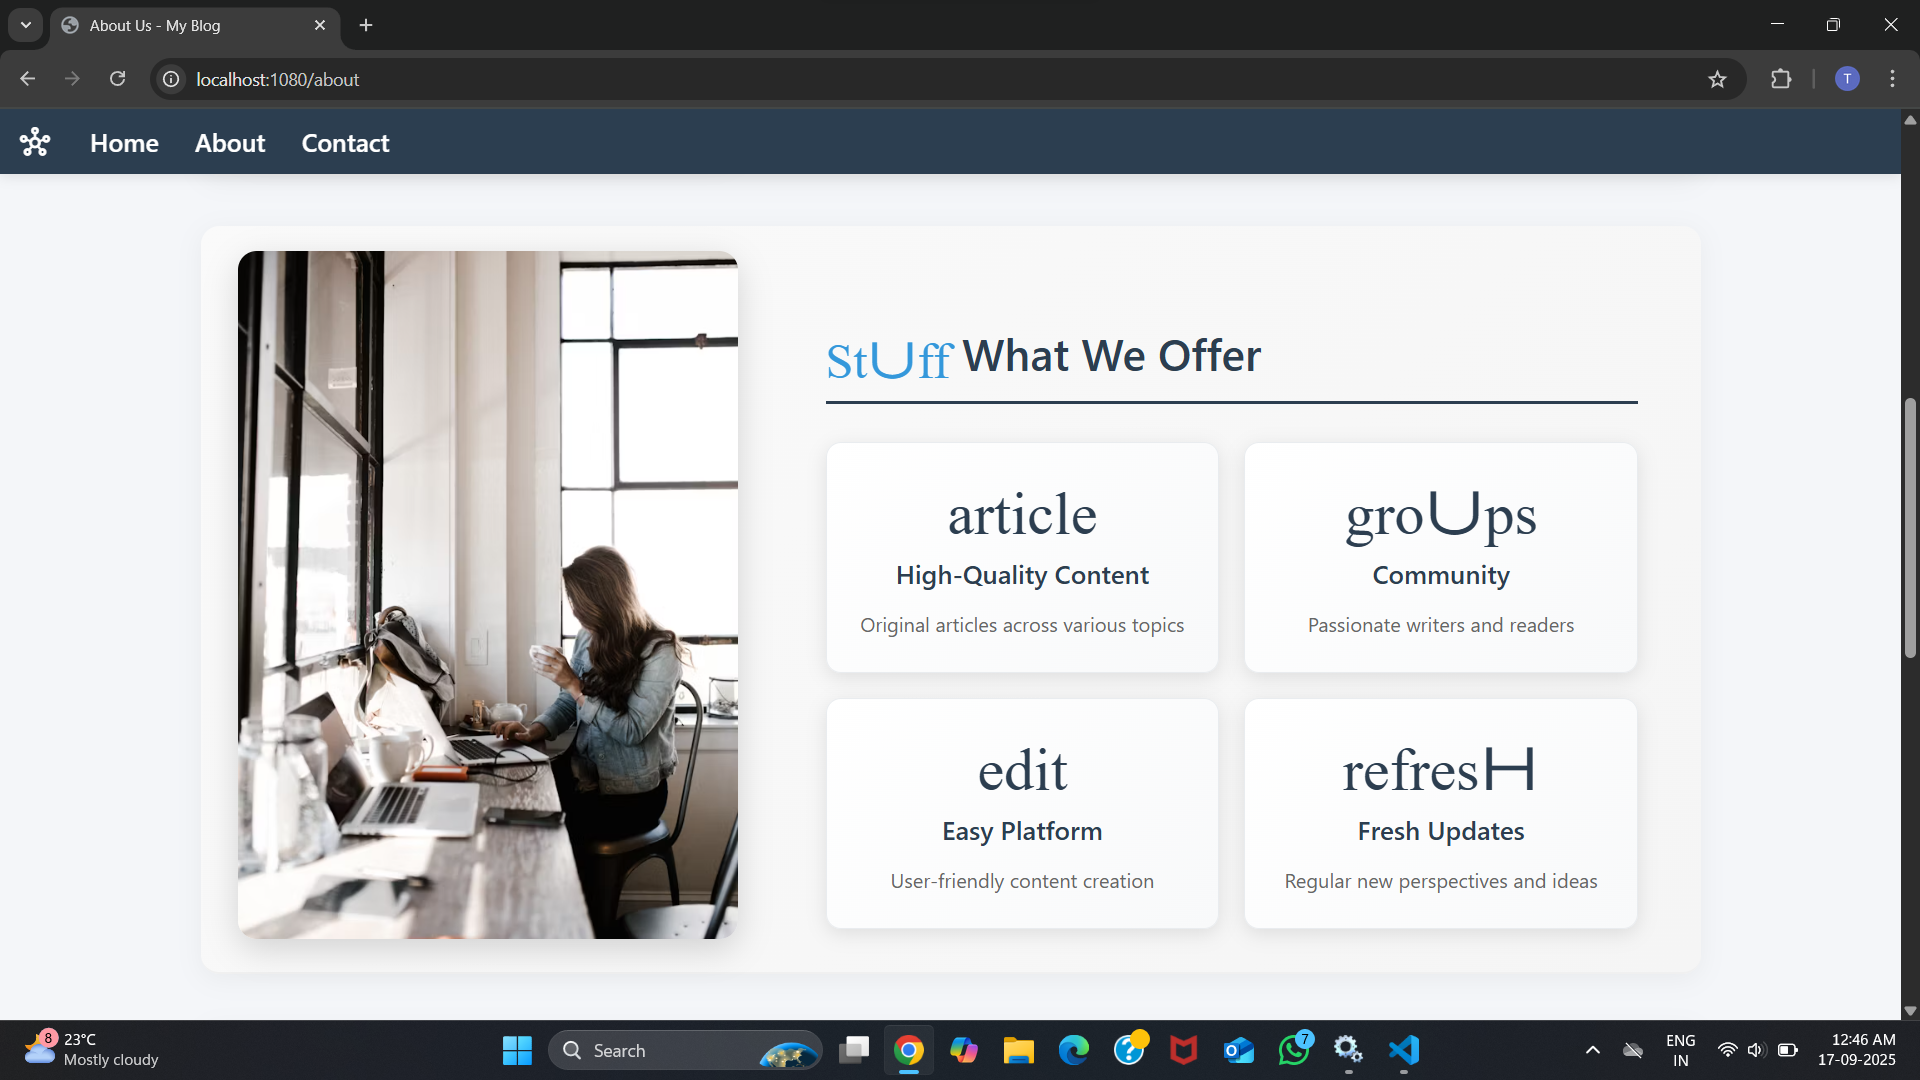 About Us - My Blog
localhost:1080/about
Home About Contact
StUff What We Offer
article
High-Quality Content
Original articles across various topics
groUps
Community
Passionate writers and readers
edit
Easy Platform
User-friendly content creation
refresH
Fresh Updates
Regular new perspectives and ideas
T
8
23°C
Mostly cloudy
Search
7
ENG
IN
12:46 AM
17-09-2025